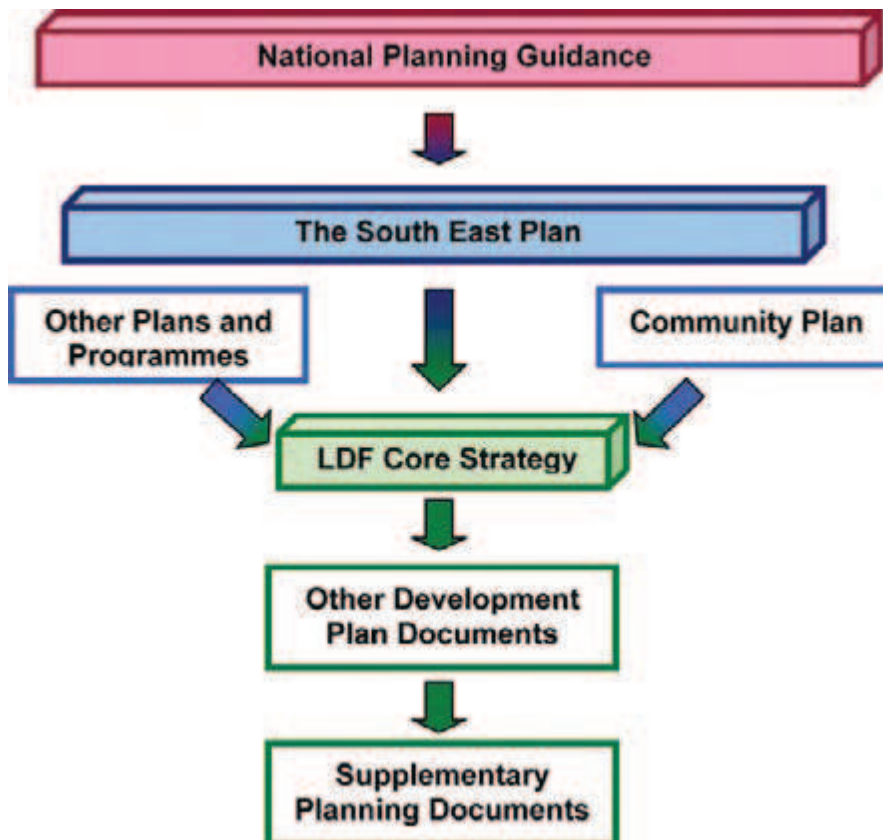 National Planning Guidance
The South East Plan
Other Plans and
Programmes
Community Plan
LDF Core Strategy
Other Development
Plan Documents
Supplementary
Planning Documents